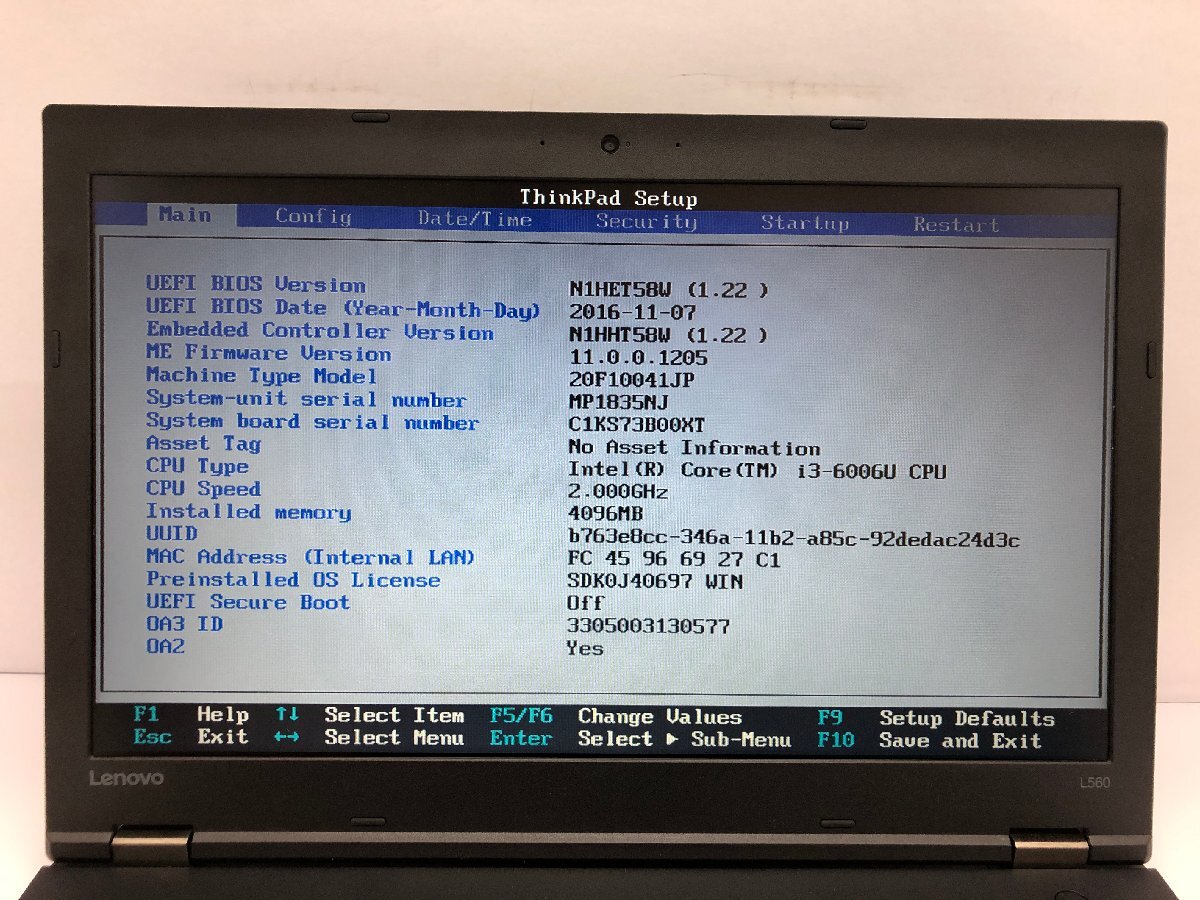 ThinkPad Setup
Main Config Date/Time Security Startup Restart
UEFI BIOS Version N1HET58W (1.22 )
UEFI BIOS Date (Year-Month-Day) 2016-11-07
Embedded Controller Version N1HHT58W (1.22 )
ME Firmware Version 11.0.0.1205
Machine Type Model 20F10041JP
System-unit serial number MP1835NJ
System board serial number C1KS73B00XT
Asset Tag No Asset Information
CPU Type Intel(R) Core(TM) i3-6006U CPU
CPU Speed 2.000GHz
Installed memory 4096MB
UUID b763e8cc-346a-11b2-a85c-92dedac24d3c
MAC Address (Internal LAN) FC 45 96 69 27 C1
Preinstalled OS License SDK0J40697 WIN
UEFI Secure Boot Off
OA3 ID 3305003130577
OA2 Yes
F1 Help ↑↓ Select Item F5/F6 Change Values F9 Setup Defaults
Esc Exit ←→ Select Menu Enter Select ▶ Sub-Menu F10 Save and Exit
Lenovo L560